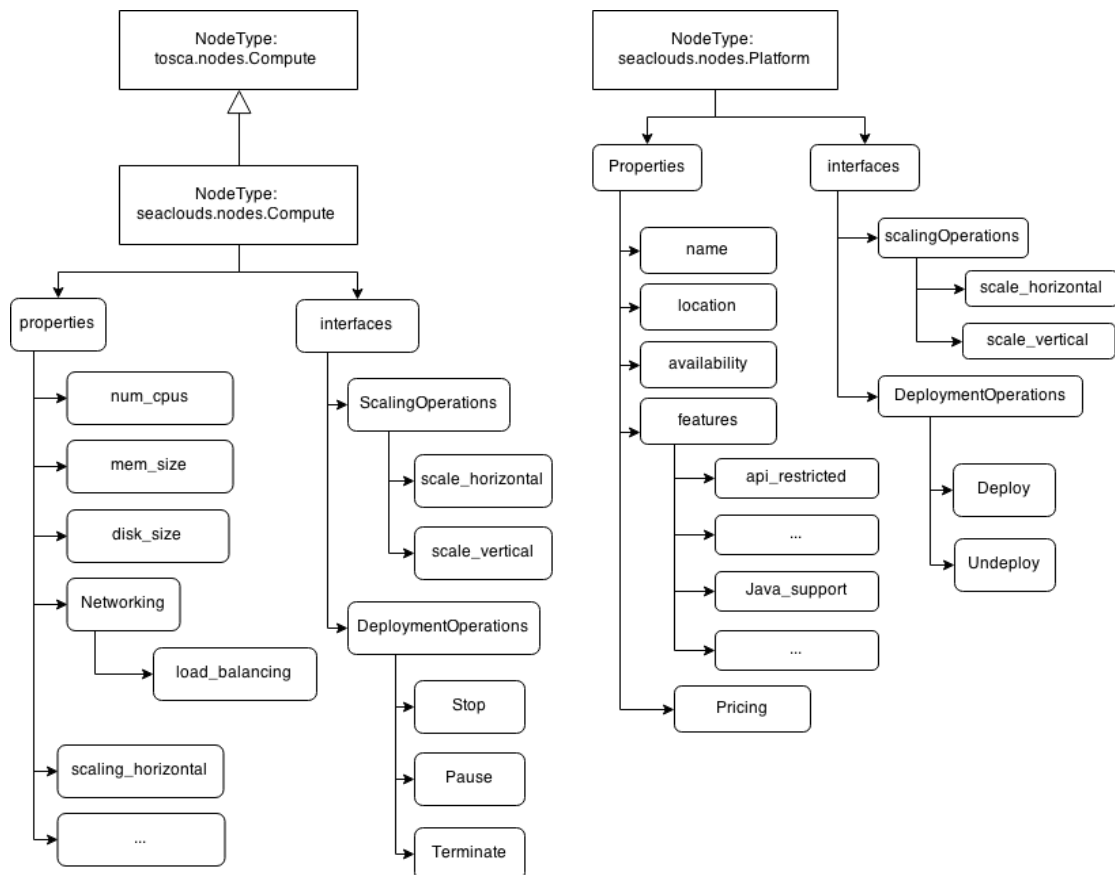 NodeType:
tosca.nodes.Compute
NodeType:
seaclouds.nodes.Compute
properties
num_cpus
mem_size
disk_size
Networking
load_balancing
scaling_horizontal
...
interfaces
ScalingOperations
scale_horizontal
scale_vertical
DeploymentOperations
Stop
Pause
Terminate
NodeType:
seaclouds.nodes.Platform
Properties
name
location
availability
features
api_restricted
...
Java_support
...
Pricing
interfaces
scalingOperations
scale_horizontal
scale_vertical
DeploymentOperations
Deploy
Undeploy